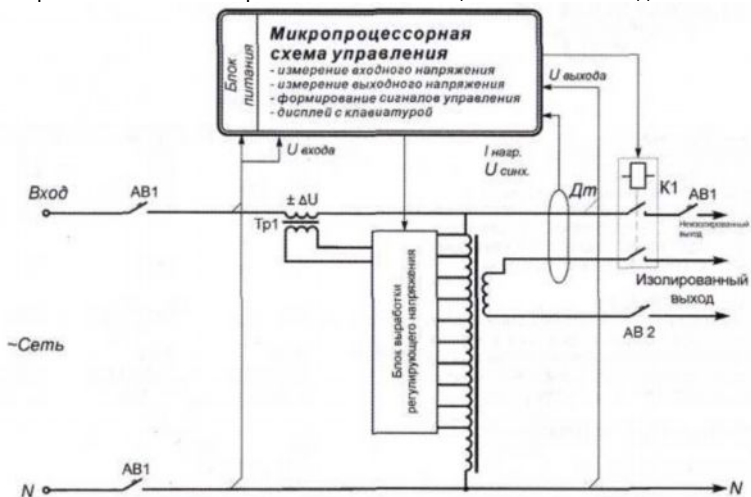 Блок
питания
Микропроцессорная
схема управления
- измерение входного напряжения
- измерение выходного напряжения
- формирование сигналов управления
- дисплей с клавиатурой
U выхода
U входа
I нагр.
U синх.
Вход
АВ1
± ΔU
Тр1
Дт
К1
АВ1
Неизолированный
выход
Блок выработки
регулирующего напряжения
Изолированный
выход
АВ 2
~Сеть
АВ1
N
N